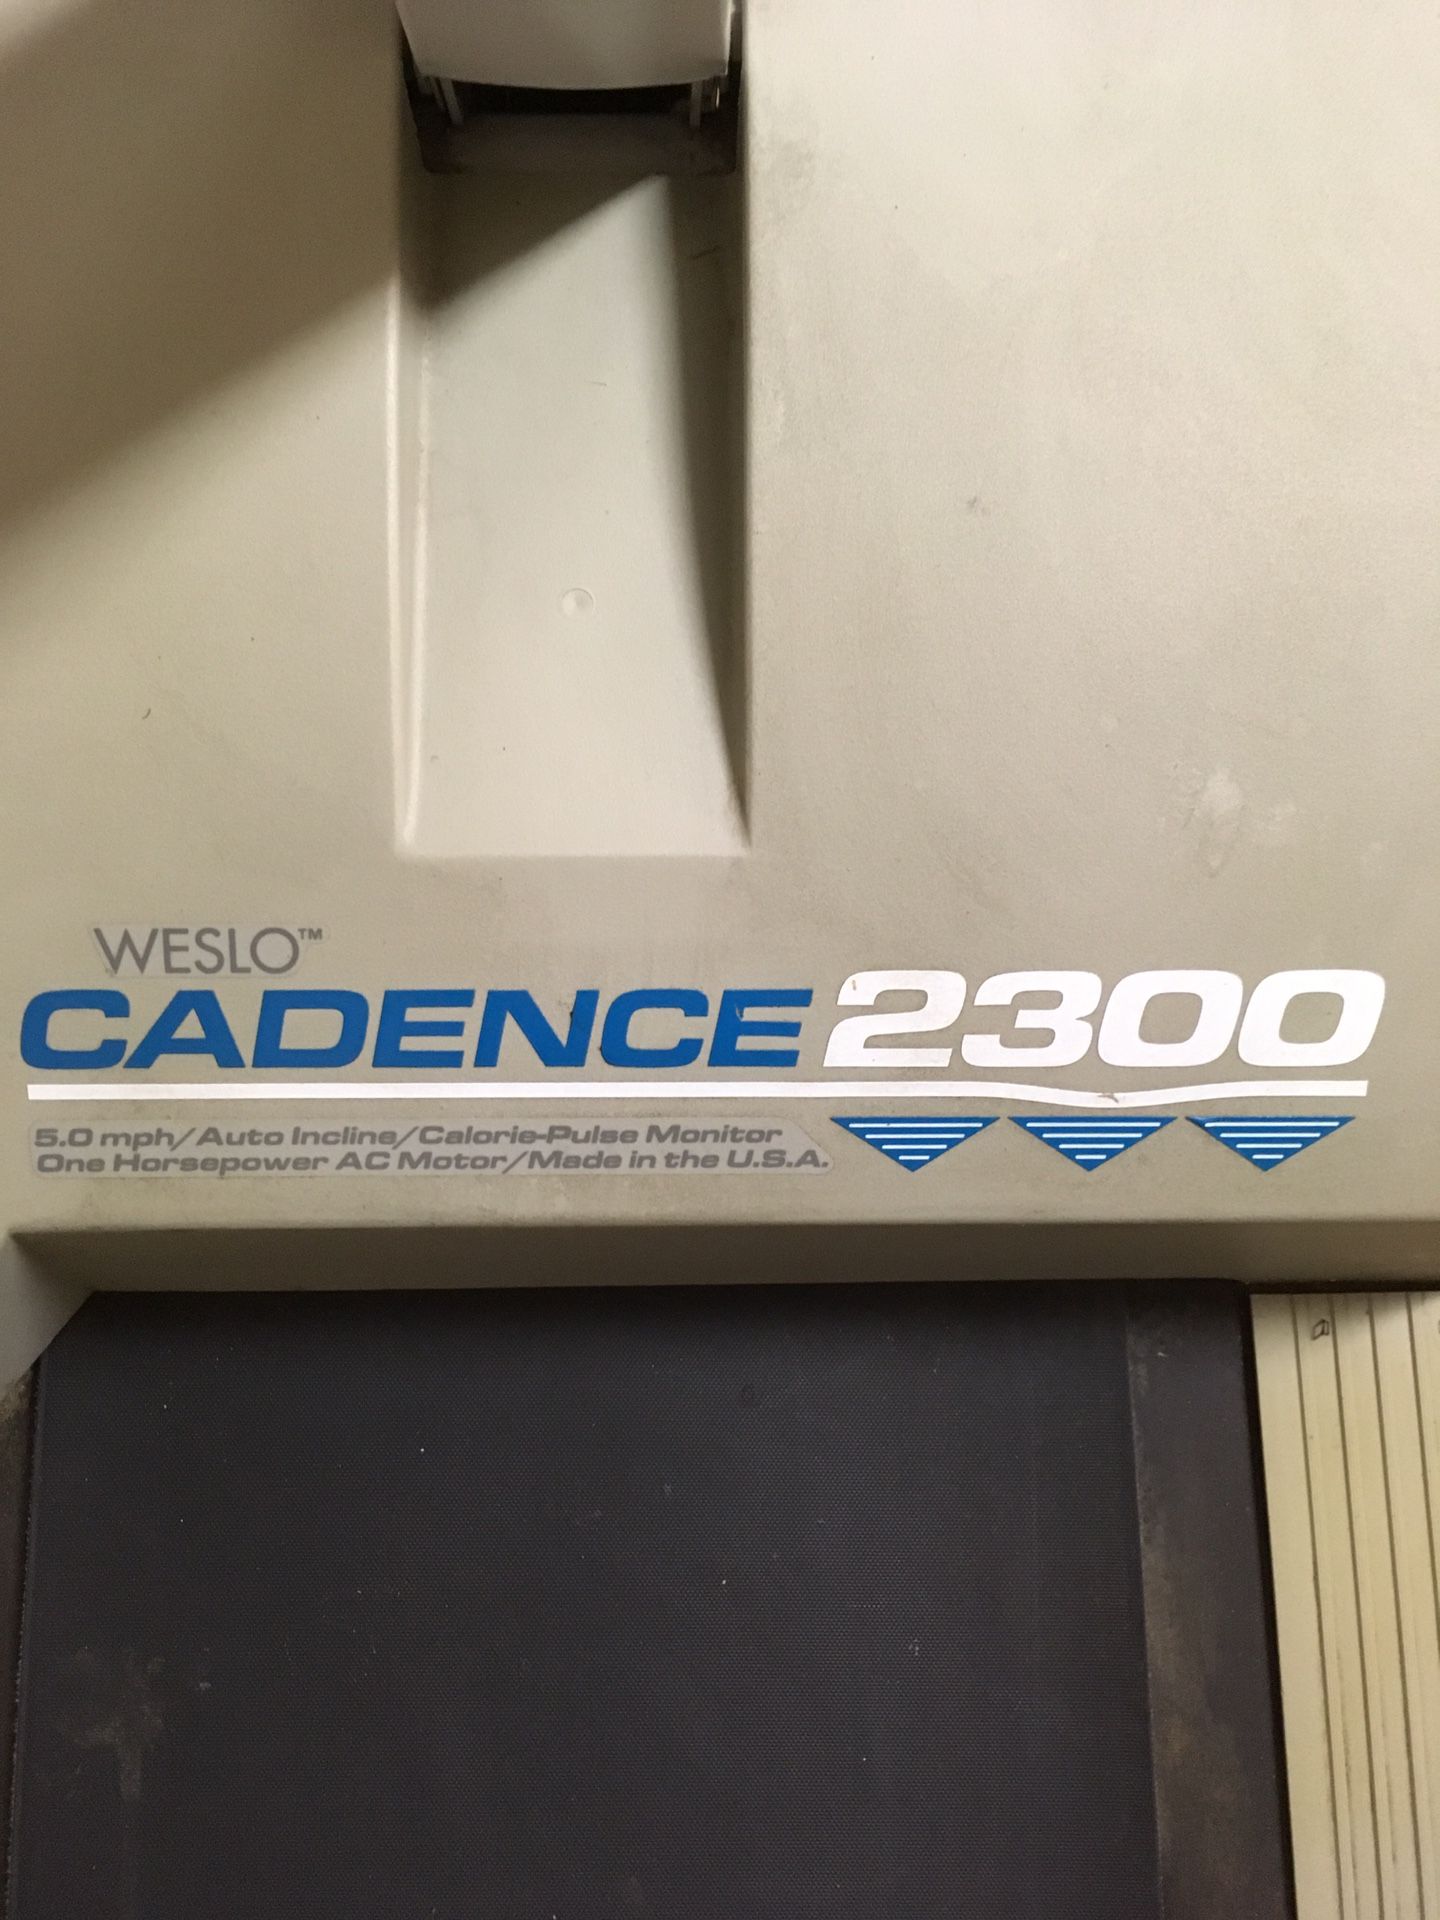 WESLO™
CADENCE 2300
5.0 mph/Auto Incline/Calorie-Pulse Monitor
One Horsepower AC Motor/Made in the U.S.A.